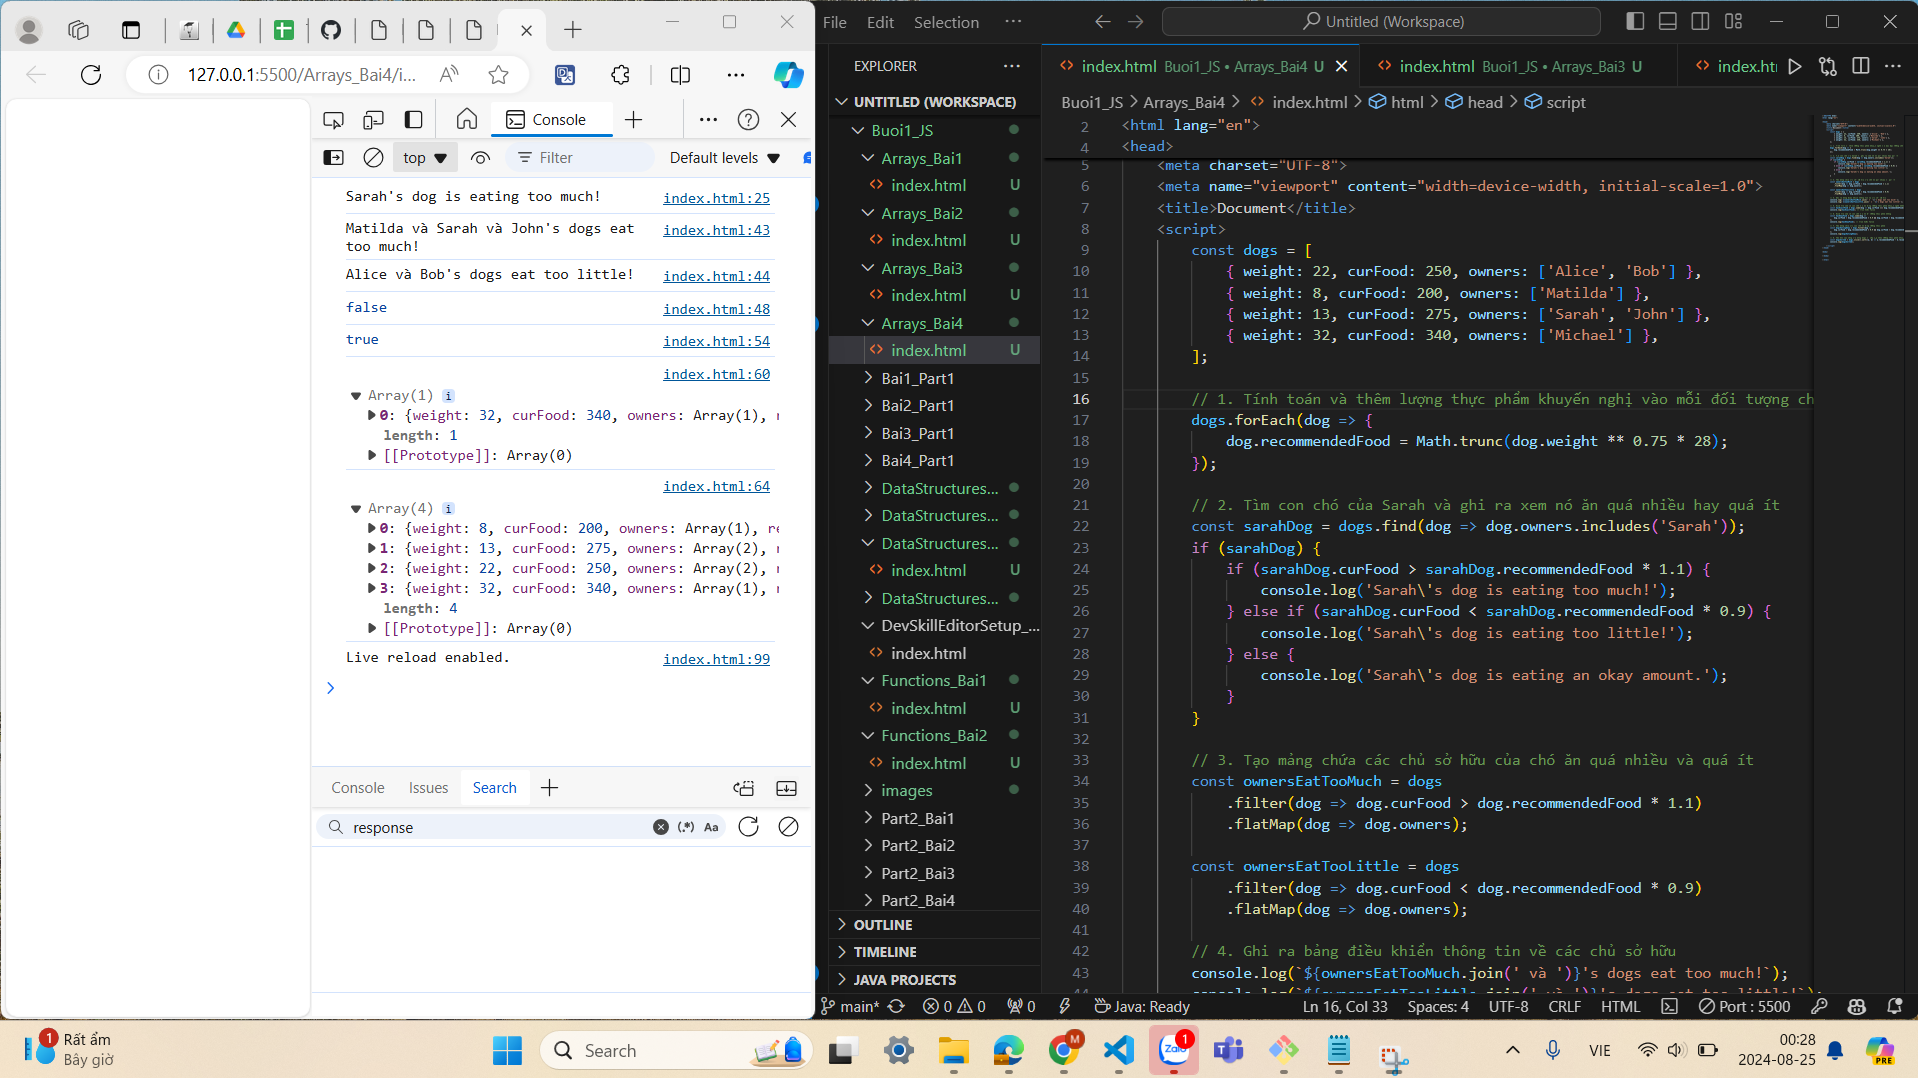 127.0.0.1:5500/Arrays_Bai4/i...
Console
top
Filter
Default levels
Sarah's dog is eating too much!
index.html:25
Matilda và Sarah và John's dogs eat
too much!
index.html:43
Alice và Bob's dogs eat too little!
index.html:44
false
index.html:48
true
index.html:54
index.html:60
Array(1)
0: {weight: 32, curFood: 340, owners: Array(1),
length: 1
[[Prototype]]: Array(0)
index.html:64
Array(4)
0: {weight: 8, curFood: 200, owners: Array(1), re
1: {weight: 13, curFood: 275, owners: Array(2),
2: {weight: 22, curFood: 250, owners: Array(2),
3: {weight: 32, curFood: 340, owners: Array(1),
length: 4
[[Prototype]]: Array(0)
Live reload enabled.
index.html:99
Console
Issues
Search
response
(.*)
Aa
File
Edit
Selection
Untitled (Workspace)
EXPLORER
UNTITLED (WORKSPACE)
Buoi1_JS
Arrays_Bai1
index.html U
Arrays_Bai2
index.html U
Arrays_Bai3
index.html U
Arrays_Bai4
index.html U
Bai1_Part1
Bai2_Part1
Bai3_Part1
Bai4_Part1
DataStructures...
DataStructures...
DataStructures...
index.html U
DataStructures...
DevSkillEditorSetup_...
index.html
Functions_Bai1
index.html U
Functions_Bai2
index.html U
images
Part2_Bai1
Part2_Bai2
Part2_Bai3
Part2_Bai4
OUTLINE
TIMELINE
JAVA PROJECTS
index.html Buoi1_JS • Arrays_Bai4 U
index.html Buoi1_JS • Arrays_Bai3 U
index.ht
Buoi1_JS > Arrays_Bai4 > index.html > html > head > script
2 <html lang="en">
4 <head>
5 <meta charset="UTF-8">
6 <meta name="viewport" content="width=device-width, initial-scale=1.0">
7 <title>Document</title>
8 <script>
9 const dogs = [
10 { weight: 22, curFood: 250, owners: ['Alice', 'Bob'] },
11 { weight: 8, curFood: 200, owners: ['Matilda'] },
12 { weight: 13, curFood: 275, owners: ['Sarah', 'John'] },
13 { weight: 32, curFood: 340, owners: ['Michael'] },
14 ];
15
16 // 1. Tính toán và thêm lượng thực phẩm khuyến nghị vào mỗi đối tượng ch
17 dogs.forEach(dog => {
18 dog.recommendedFood = Math.trunc(dog.weight ** 0.75 * 28);
19 });
20
21 // 2. Tìm con chó của Sarah và ghi ra xem nó ăn quá nhiều hay quá ít
22 const sarahDog = dogs.find(dog => dog.owners.includes('Sarah'));
23 if (sarahDog) {
24 if (sarahDog.curFood > sarahDog.recommendedFood * 1.1) {
25 console.log('Sarah\'s dog is eating too much!');
26 } else if (sarahDog.curFood < sarahDog.recommendedFood * 0.9) {
27 console.log('Sarah\'s dog is eating too little!');
28 } else {
29 console.log('Sarah\'s dog is eating an okay amount.');
30 }
31 }
32
33 // 3. Tạo mảng chứa các chủ sở hữu của chó ăn quá nhiều và quá ít
34 const ownersEatTooMuch = dogs
35 .filter(dog => dog.curFood > dog.recommendedFood * 1.1)
36 .flatMap(dog => dog.owners);
37
38 const ownersEatTooLittle = dogs
39 .filter(dog => dog.curFood < dog.recommendedFood * 0.9)
40 .flatMap(dog => dog.owners);
41
42 // 4. Ghi ra bảng điều khiển thông tin về các chủ sở hữu
43 console.log(`${ownersEatTooMuch.join(' và ')}'s dogs eat too much!`);
44 console.log(`${ownersEatTooLittle.join(' và ')}'s dogs eat too little!`);
main*
0
0
0
Java: Ready
Ln 16, Col 33
Spaces: 4
UTF-8
CRLF
HTML
Port : 5500
1
Rất ẩm
Bây giờ
Search
M
Zalo
1
VIE
00:28
2024-08-25
PRE